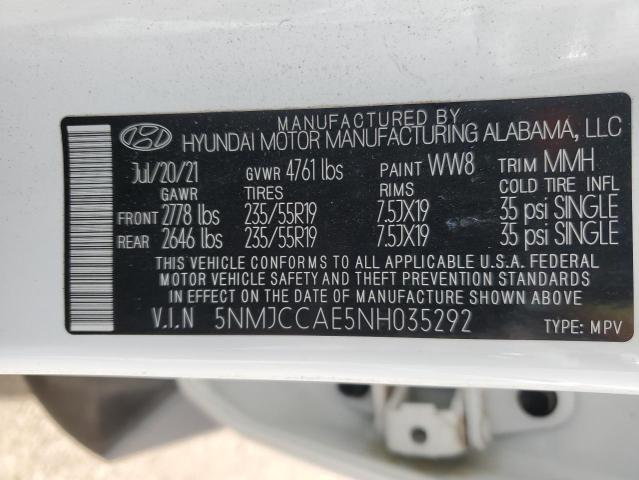 MANUFACTURED BY
HYUNDAI MOTOR MANUFACTURING ALABAMA, LLC
Jul/20/21 GVWR 4761 lbs PAINT WW8 TRIM MMH
GAWR TIRES RIMS COLD TIRE INFL
FRONT 2778 lbs 235/55R19 7.5JX19 35 psi SINGLE
REAR 2646 lbs 235/55R19 7.5JX19 35 psi SINGLE
THIS VEHICLE CONFORMS TO ALL APPLICABLE U.S.A. FEDERAL
MOTOR VEHICLE SAFETY AND THEFT PREVENTION STANDARDS
IN EFFECT ON THE DATE OF MANUFACTURE SHOWN ABOVE.
V.I.N 5NMJCCAE5NH035292 TYPE: MPV